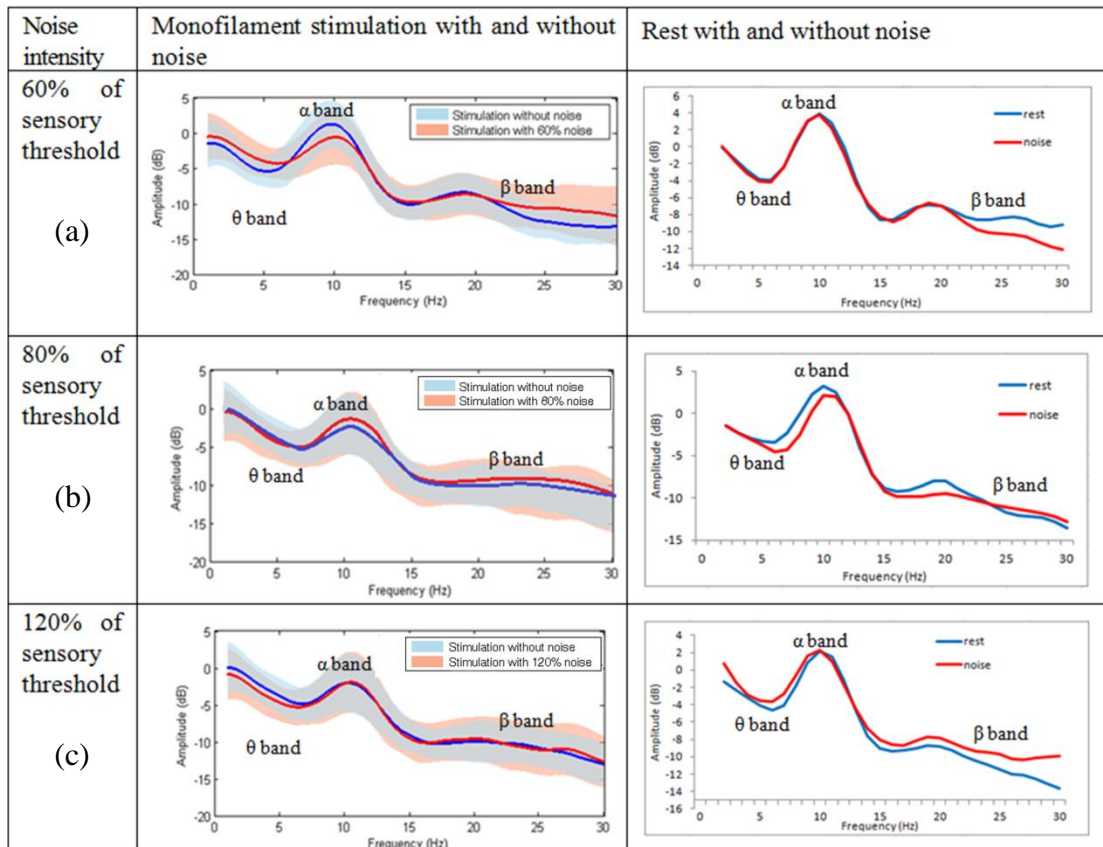 Noise
intensity
Monofilament stimulation with and without
noise
Rest with and without noise
60% of
sensory
threshold
(a)
5
0
-5
-10
-15
-20
Amplitude (dB)
α band
θ band
β band
Stimulation without noise
Stimulation with 60% noise
0 5 10 15 20 25 30
Frequency (Hz)
6
4
2
0
-2
-4
-6
-8
-10
-12
-14
Amplitude (dB)
α band
θ band
β band
rest
noise
0 5 10 15 20 25 30
Frequency (Hz)
80% of
sensory
threshold
(b)
5
0
-5
-10
-15
-20
Amplitude (dB)
α band
θ band
β band
Stimulation without noise
Stimulation with 60% noise
0 5 10 15 20 25 30
Frequency (Hz)
5
0
-5
-10
-15
Amplitude (dB)
α band
θ band
β band
rest
noise
0 5 10 15 20 25 30
Frequency (Hz)
120% of
sensory
threshold
(c)
5
0
-5
-10
-15
-20
Amplitude (dB)
α band
θ band
β band
Stimulation without noise
Stimulation with 120% noise
0 5 10 15 20 25 30
Frequency (Hz)
4
2
0
-2
-4
-6
-8
-10
-12
-14
-16
Amplitude (dB)
α band
θ band
β band
rest
noise
0 5 10 15 20 25 30
Frequency (Hz)